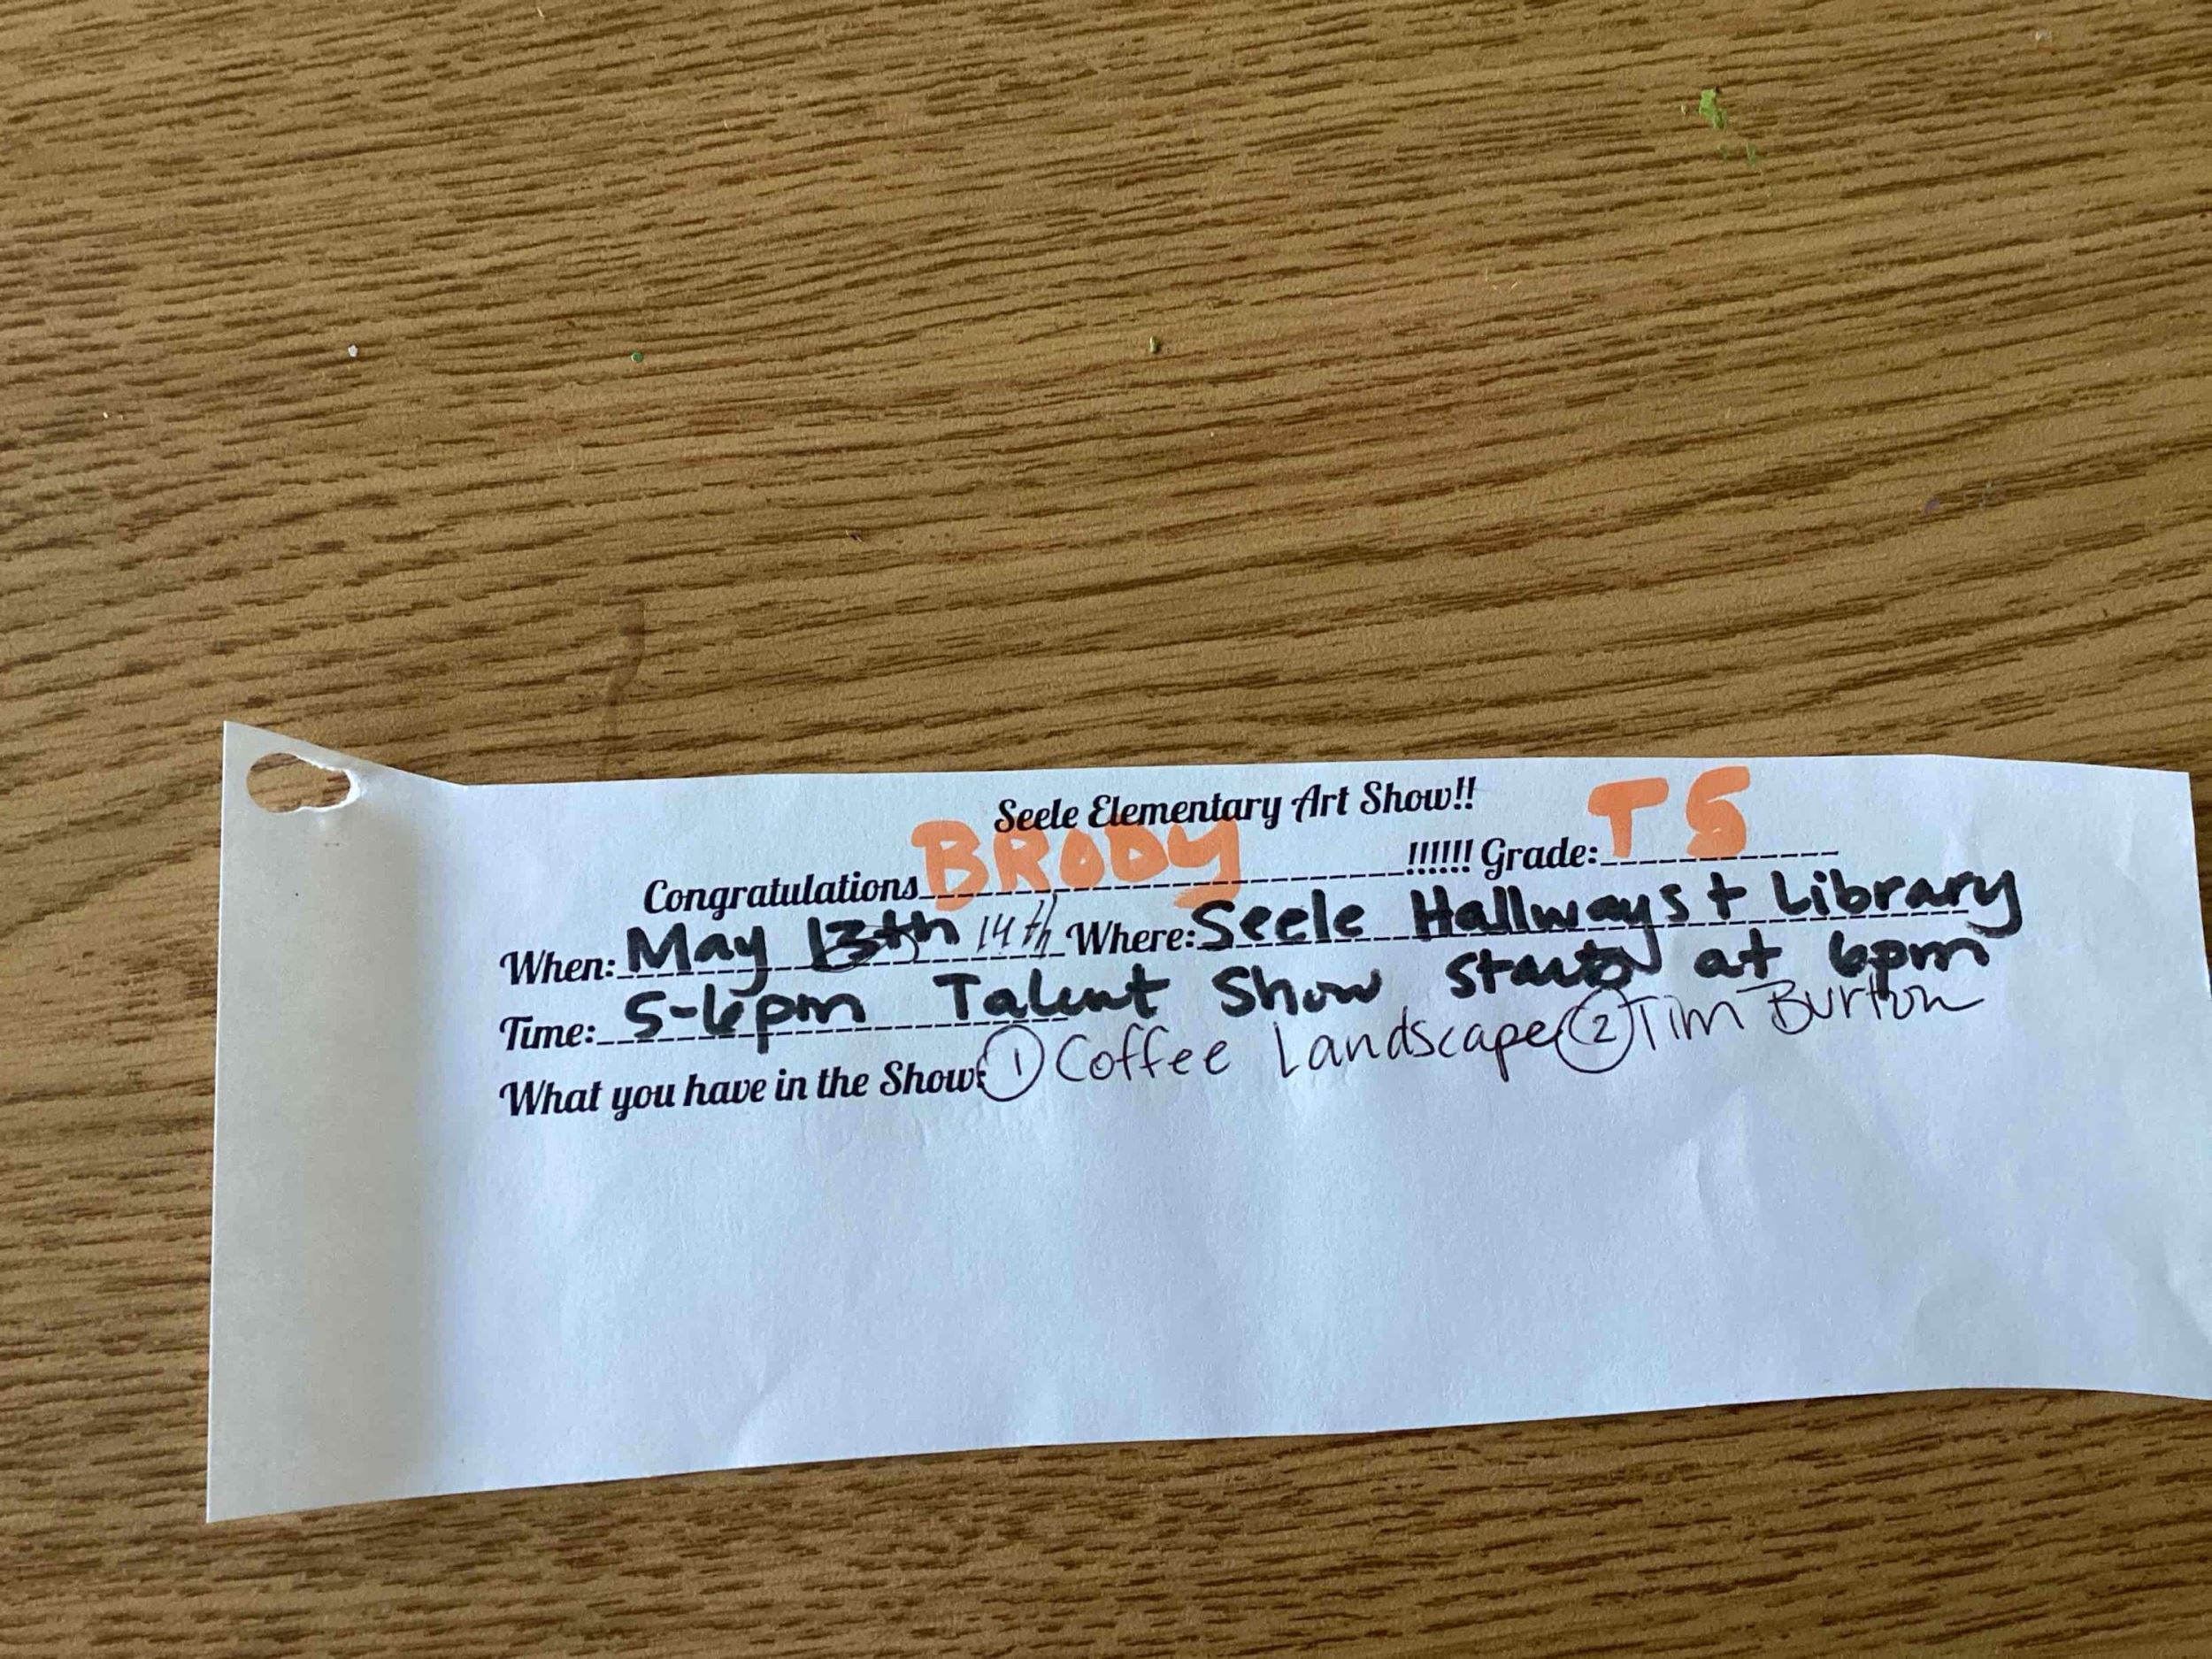 Seele Elementary Art Show!!
Congratulations BRODY !!!!!! Grade: T5
When: May 13th 14th Where: Seele Hallways + Library
Time: 5-6pm Talent Show starts at 6pm
What you have in the Show: 1 Coffee Landscape 2 Tim Burton